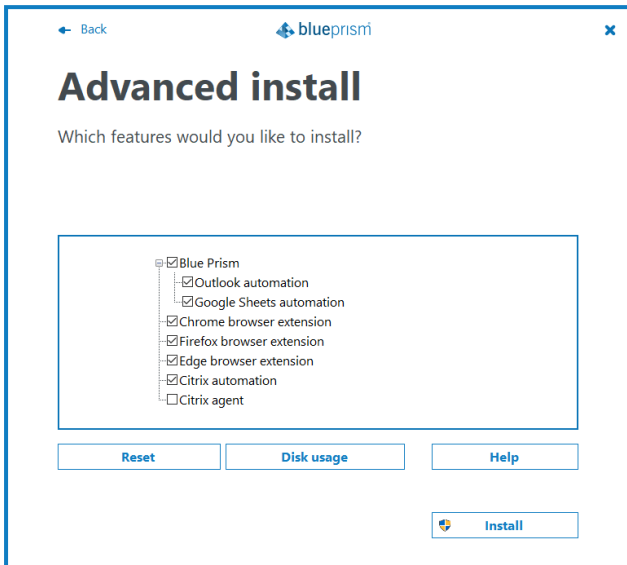 Back
blueprism
Advanced install
Which features would you like to install?
Blue Prism
Outlook automation
Google Sheets automation
Chrome browser extension
Firefox browser extension
Edge browser extension
Citrix automation
Citrix agent
Reset
Disk usage
Help
Install